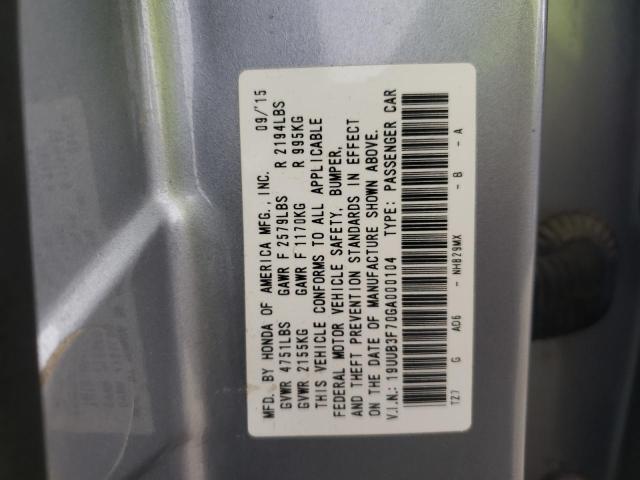 MFD. BY HONDA OF AMERICA MFG., INC. 09/'15
GVWR 4751LBS GAWR F 2579LBS R 2194LBS
GVWR 2155KG GAWR F 1170KG R 995KG
THIS VEHICLE CONFORMS TO ALL APPLICABLE
FEDERAL MOTOR VEHICLE SAFETY, BUMPER,
AND THEFT PREVENTION STANDARDS IN EFFECT
ON THE DATE OF MANUFACTURE SHOWN ABOVE.
V.I.N.: 19UUB3F70GA000104 TYPE: PASSENGER CAR
TZ7 G AD6 - NH829MX - B - A